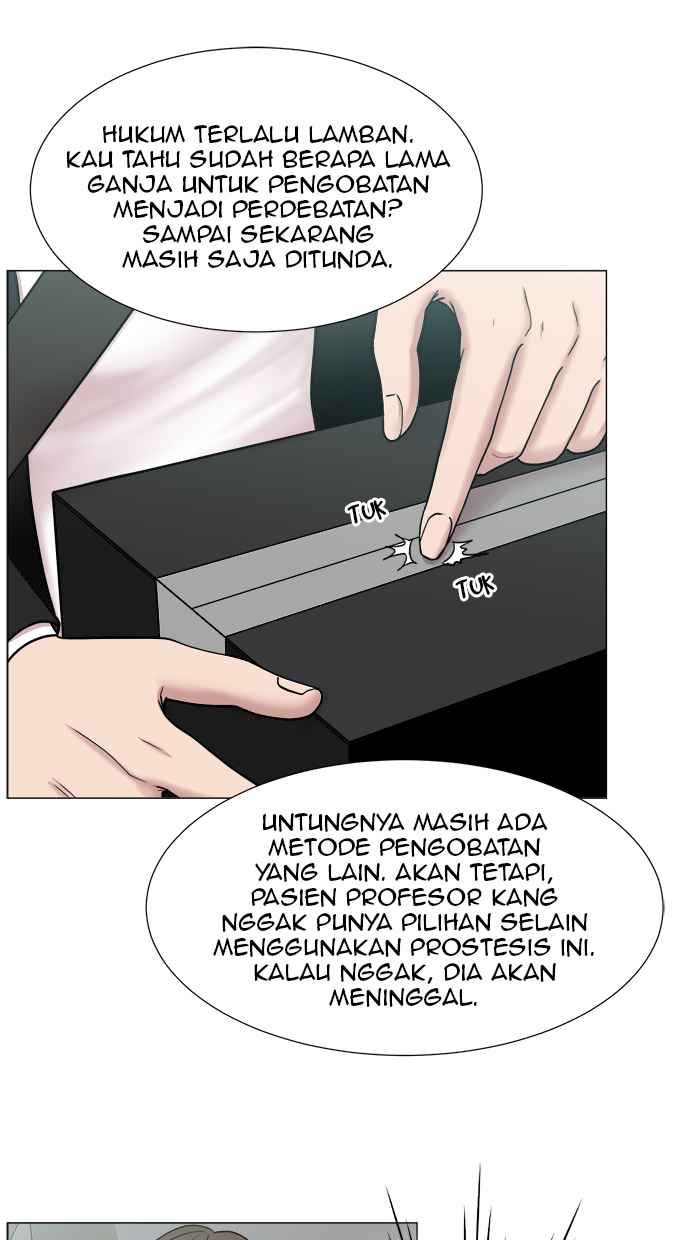 HUKUM TERLALU LAMBAN.
KAU TAHU SUDAH BERAPA LAMA
GANJA UNTUK PENGOBATAN
MENJADI PERDEBATAN?
SAMPAI SEKARANG
MASIH SAJA DITUNDA.
TUK
TUK
UNTUNGNYA MASIH ADA
METODE PENGOBATAN
YANG LAIN. AKAN TETAPI,
PASIEN PROFESOR KANG
NGGAK PUNYA PILIHAN SELAIN
MENGGUNAKAN PROSTESIS INI.
KALAU NGGAK, DIA AKAN
MENINGGAL.